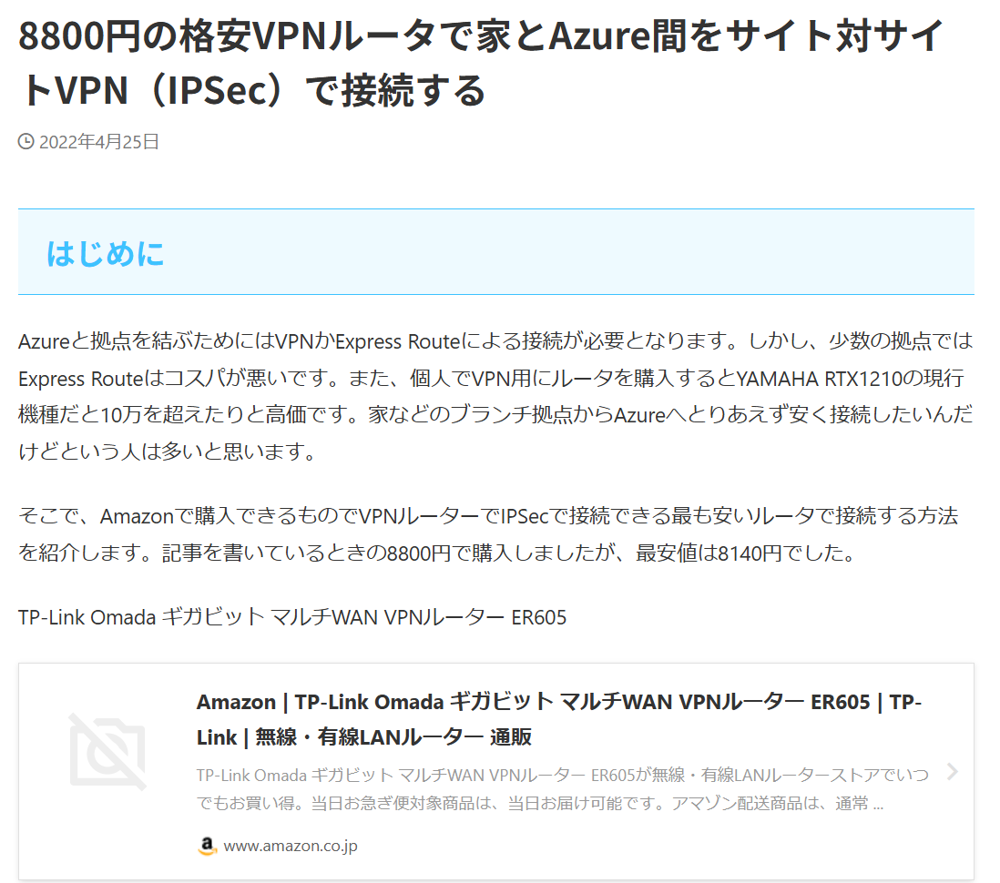 8800円の格安VPNルータで家とAzure間をサイト対サイ
トVPN（IPSec）で接続する
2022年4月25日
はじめに
Azureと拠点を結ぶためにはVPNかExpress Routeによる接続が必要となります。しかし、少数の拠点では
Express Routeはコスパが悪いです。また、個人でVPN用にルータを購入するとYAMAHA RTX1210の現行
機種だと10万を超えたりと高価です。家などのブランチ拠点からAzureへとりあえず安く接続したいんだ
けどという人は多いと思います。
そこで、Amazonで購入できるものでVPNルーターでIPSecで接続できる最も安いルータで接続する方法
を紹介します。記事を書いているときの8800円で購入しましたが、最安値は8140円でした。
TP-Link Omada ギガビット マルチWAN VPNルーター ER605
Amazon | TP-Link Omada ギガビット マルチWAN VPNルーター ER605 | TP-
Link | 無線・有線LANルーター 通販
TP-Link Omada ギガビット マルチWAN VPNルーター ER605が無線・有線LANルーターストアでいつ
でもお買い得。当日お急ぎ便対象商品は、当日お届け可能です。アマゾン配送商品は、通常 ...
a www.amazon.co.jp